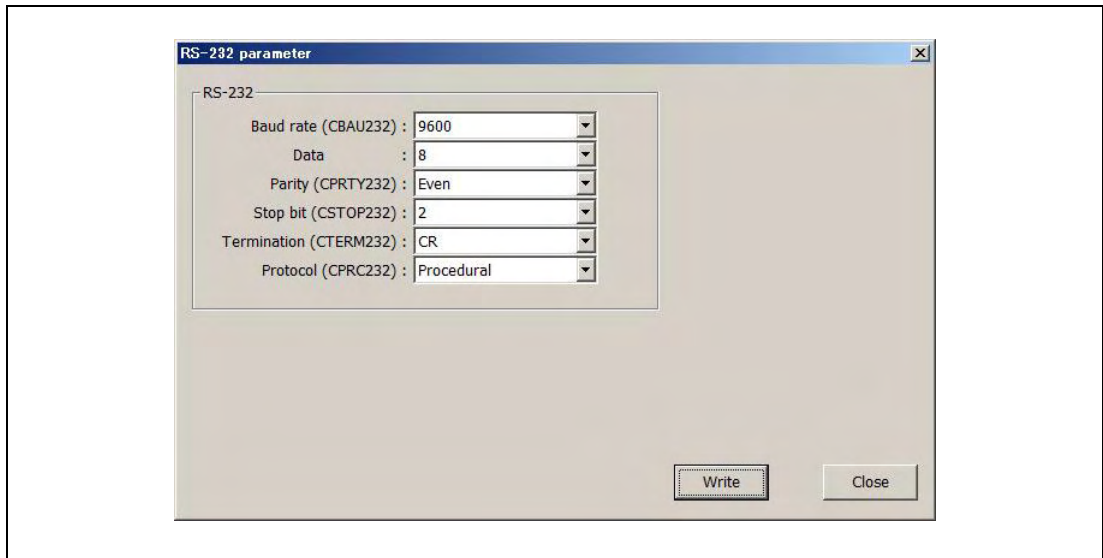 RS-232 parameter
RS-232
Baud rate (CBAU232) : 9600
Data : 8
Parity (CPRTY232) : Even
Stop bit (CSTOP232) : 2
Termination (CTERM232) : CR
Protocol (CPRC232) : Procedural
Write Close